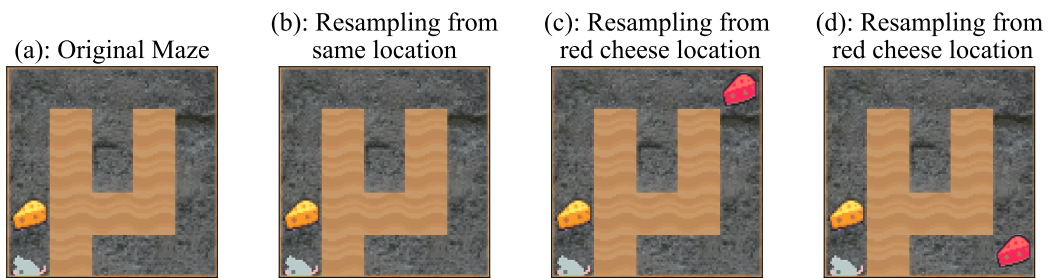 (a): Original Maze
(b): Resampling from
same location
(c): Resampling from
red cheese location
(d): Resampling from
red cheese location